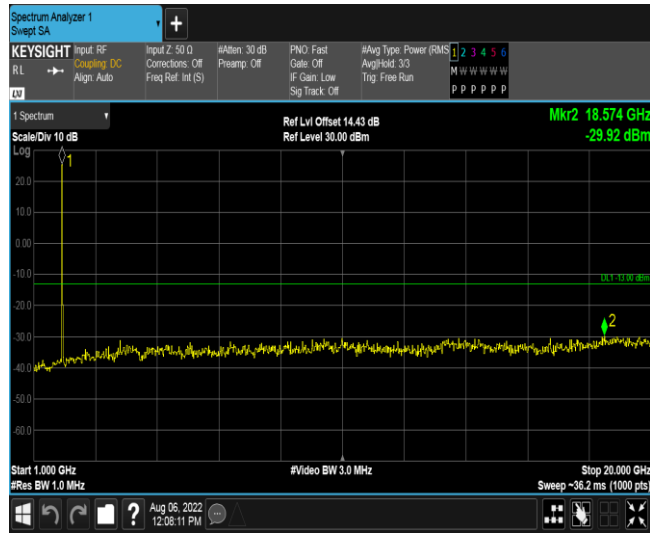 Spectrum Analyzer 1
Swept SA
+
KEYSIGHT Input: RF Input Z: 50 Ω #Atten: 30 dB PNO: Fast #Avg Type: Power (RMS 1 2 3 4 5 6
RL Coupling: DC Corrections: Off Preamp: Off Gate: Off Avg|Hold: 3/3 M W W W W W
Align: Auto Freq Ref: Int (S) IF Gain: Low Trig: Free Run
LXI Sig Track: Off P P P P P P
1 Spectrum Ref Lvl Offset 14.43 dB Mkr2 18.574 GHz
Scale/Div 10 dB Ref Level 30.00 dBm -29.92 dBm
Log
1
20.0
10.0
0.00
-10.0
DL1 -13.00 dBm
-20.0
2
-30.0
-40.0
-50.0
-60.0
Start 1.000 GHz #Video BW 3.0 MHz Stop 20.000 GHz
#Res BW 1.0 MHz Sweep ~36.2 ms (1000 pts)
? Aug 06, 2022
12:08:11 PM